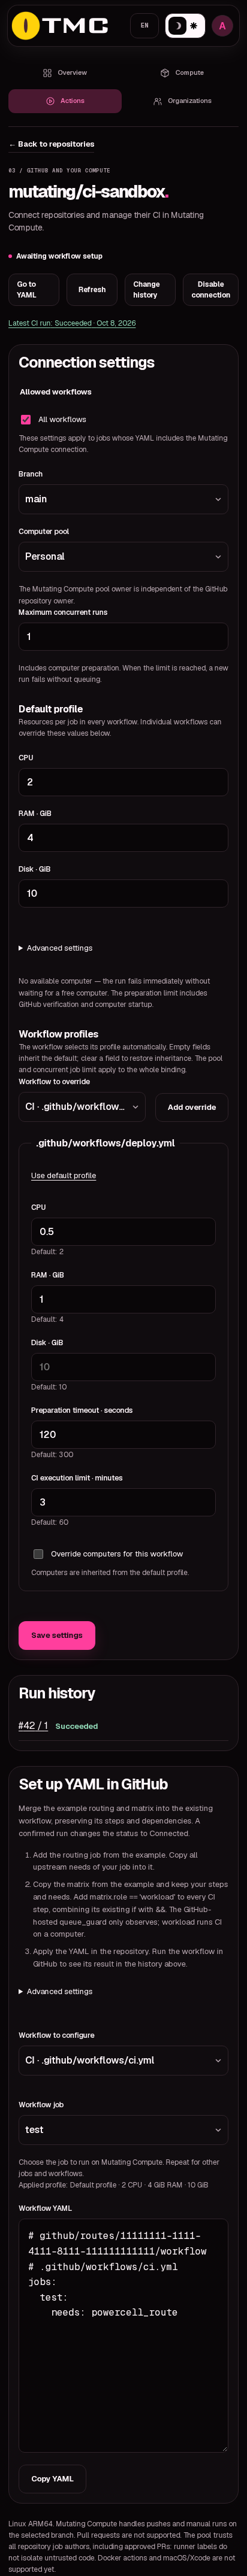 TMC
EN
A
Overview
Compute
Actions
Organizations
← Back to repositories
03 / GITHUB AND YOUR COMPUTE
mutating/ci-sandbox.
Connect repositories and manage their CI in Mutating
Compute.
Awaiting workflow setup
Go to
YAML
Refresh
Change
history
Disable
connection
Latest CI run: Succeeded · Oct 8, 2026
Connection settings
Allowed workflows
All workflows
These settings apply to jobs whose YAML includes the Mutating
Compute connection.
Branch
main
Computer pool
Personal
The Mutating Compute pool owner is independent of the GitHub
repository owner.
Maximum concurrent runs
1
Includes computer preparation. When the limit is reached, a new
run fails without queuing.
Default profile
Resources per job in every workflow. Individual workflows can
override these values below.
CPU
2
RAM · GiB
4
Disk · GiB
10
Advanced settings
No available computer — the run fails immediately without
waiting for a free computer. The preparation limit includes
GitHub verification and computer startup.
Workflow profiles
The workflow selects its profile automatically. Empty fields
inherit the default; clear a field to restore inheritance. The pool
and concurrent job limit apply to the whole binding.
Workflow to override
CI · .github/workflow...
Add override
.github/workflows/deploy.yml
Use default profile
CPU
0.5
Default: 2
RAM · GiB
1
Default: 4
Disk · GiB
10
Default: 10
Preparation timeout · seconds
120
Default: 300
CI execution limit · minutes
3
Default: 60
Override computers for this workflow
Computers are inherited from the default profile.
Save settings
Run history
#42 / 1 Succeeded
Set up YAML in GitHub
Merge the example routing and matrix into the existing
workflow, preserving its steps and dependencies. A
confirmed run changes the status to Connected.
1. Add the routing job from the example. Copy all
upstream needs of your job into it.
2. Copy the matrix from the example and keep your steps
and needs. Add matrix.role == 'workload' to every CI
step, combining its existing if with &&. The GitHub-
hosted queue_guard only observes; workload runs CI
on a computer.
3. Apply the YAML in the repository. Run the workflow in
GitHub to see its result in the history above.
Advanced settings
Workflow to configure
CI · .github/workflows/ci.yml
Workflow job
test
Choose the job to run on Mutating Compute. Repeat for other
jobs and workflows.
Applied profile: Default profile · 2 CPU · 4 GiB RAM · 10 GiB
Workflow YAML
# github/routes/11111111-1111-
4111-8111-111111111111/workflow
# .github/workflows/ci.yml
jobs:
test:
needs: powercell_route
Copy YAML
Linux ARM64. Mutating Compute handles pushes and manual runs on
the selected branch. Pull requests are not supported. The pool trusts
all repository job authors, including approved PRs: runner labels do
not isolate untrusted code. Docker actions and macOS/Xcode are not
supported yet.